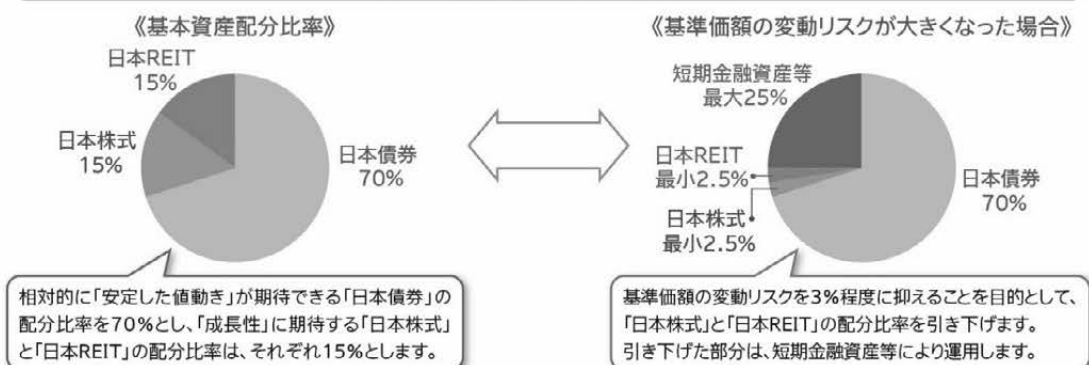 《基本資産配分比率》
日本REIT
15%
日本株式
15%
日本債券
70%
相対的に「安定した値動き」が期待できる「日本債券」の
配分比率を70%とし、「成長性」に期待する「日本株式」
と「日本REIT」の配分比率は、それぞれ15%とします。
《基準価額の変動リスクが大きくなった場合》
短期金融資産等
最大25%
日本REIT
最小2.5%
日本株式
最小2.5%
日本債券
70%
基準価額の変動リスクを3%程度に抑えることを目的として、
「日本株式」と「日本REIT」の配分比率を引き下げます。
引き下げた部分は、短期金融資産等により運用します。